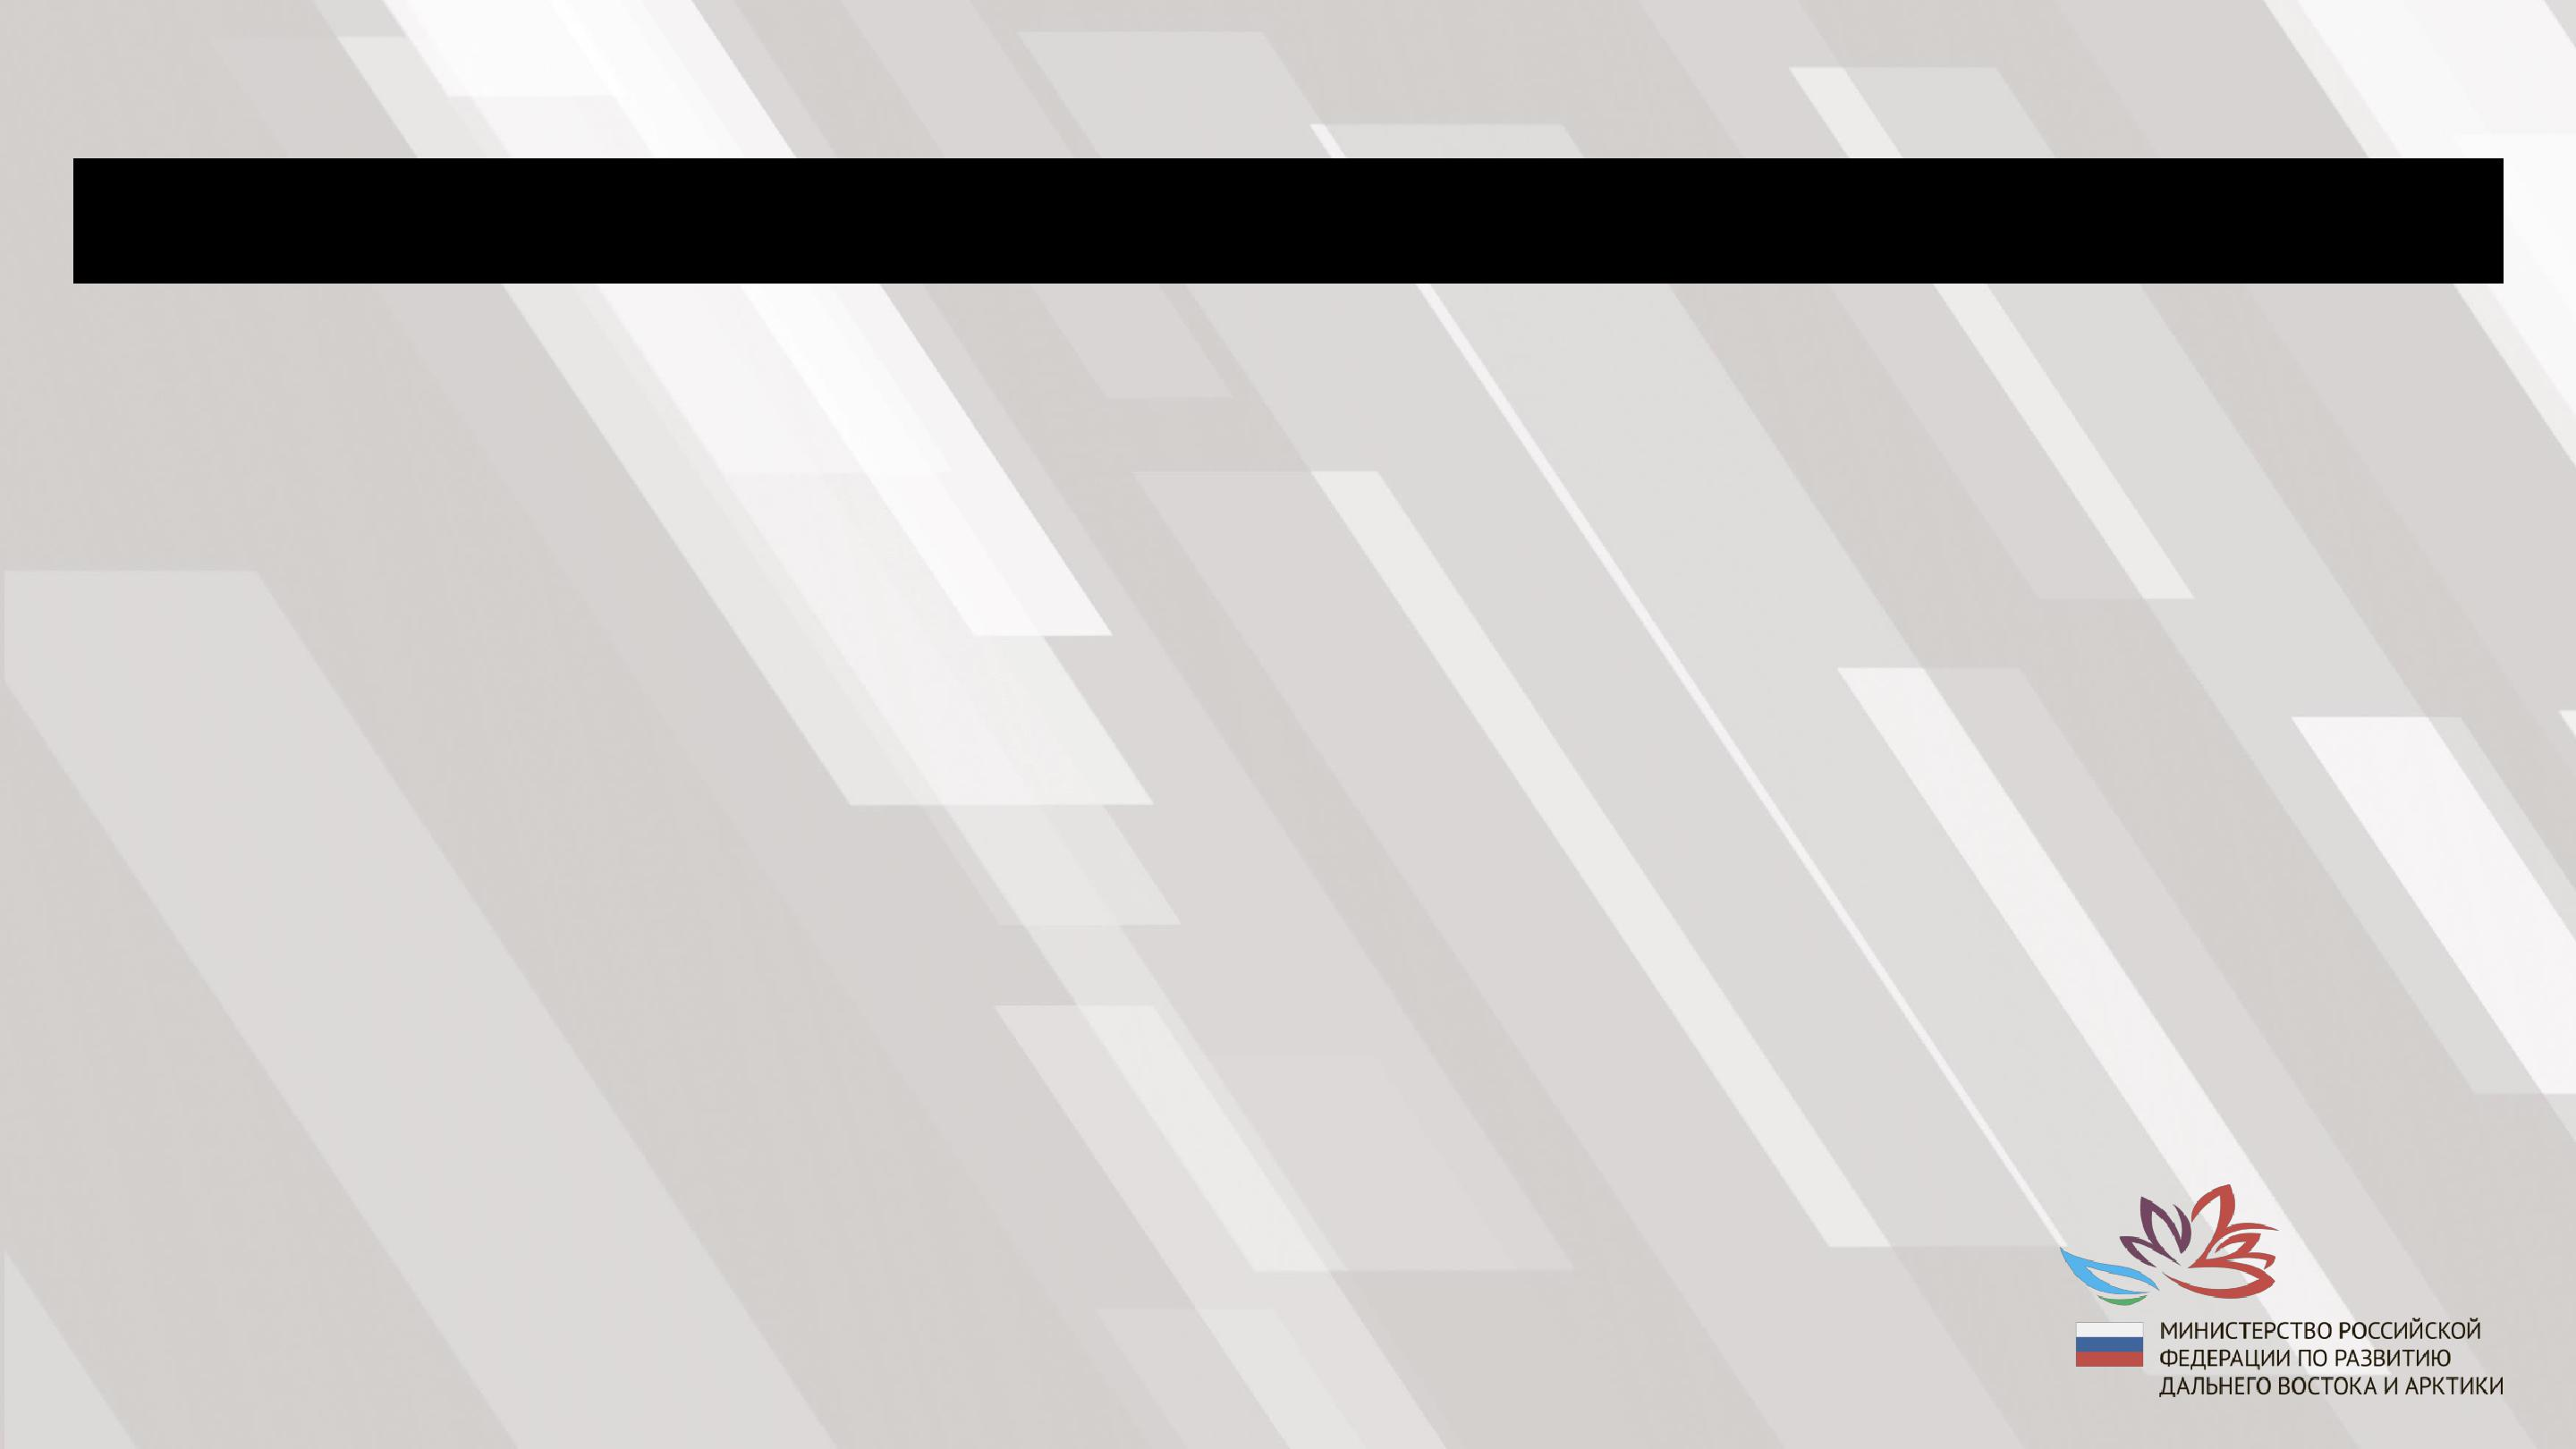 МИНИСТЕРСТВО РОССИЙСКОЙ
ФЕДЕРАЦИИ ПО РАЗВИТИЮ
ДАЛЬНЕГО ВОСТОКА И АРКТИКИ